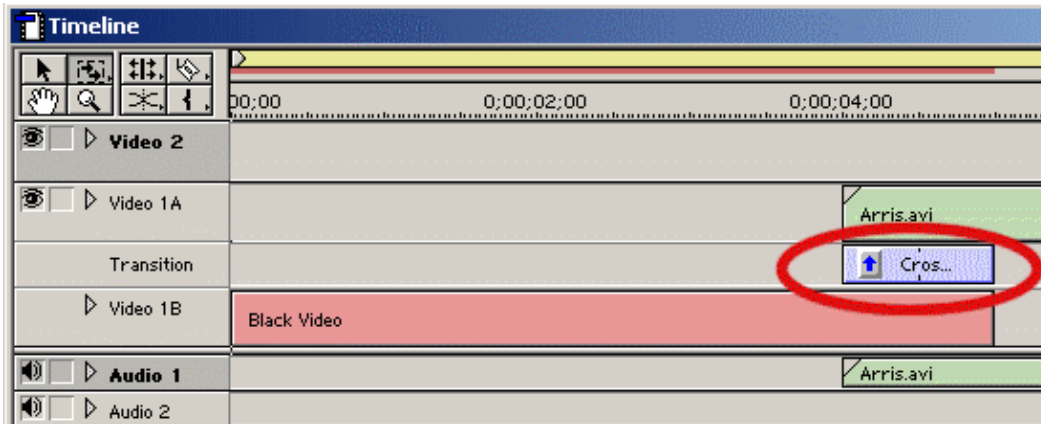 Timeline
00;00 0;00;02;00 0;00;04;00
Video 2
Video 1A
Arris.avi
Transition
Cros...
Video 1B
Black Video
Audio 1
Arris.avi
Audio 2